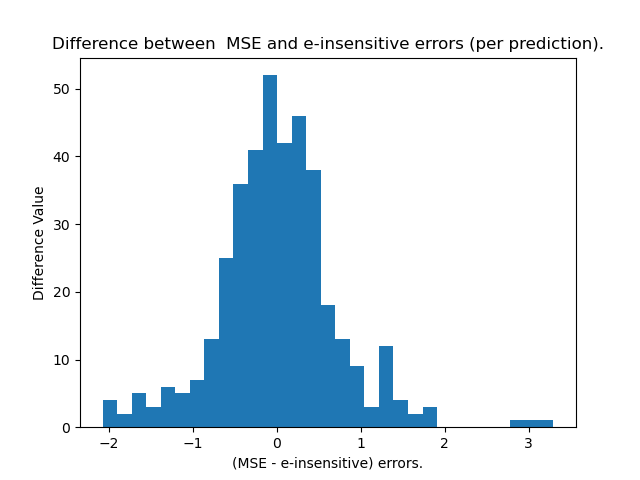 Difference between  MSE and e-insensitive errors (per prediction).
50
40
30
20
10
0
Difference Value
−2 −1 0 1 2 3
(MSE - e-insensitive) errors.